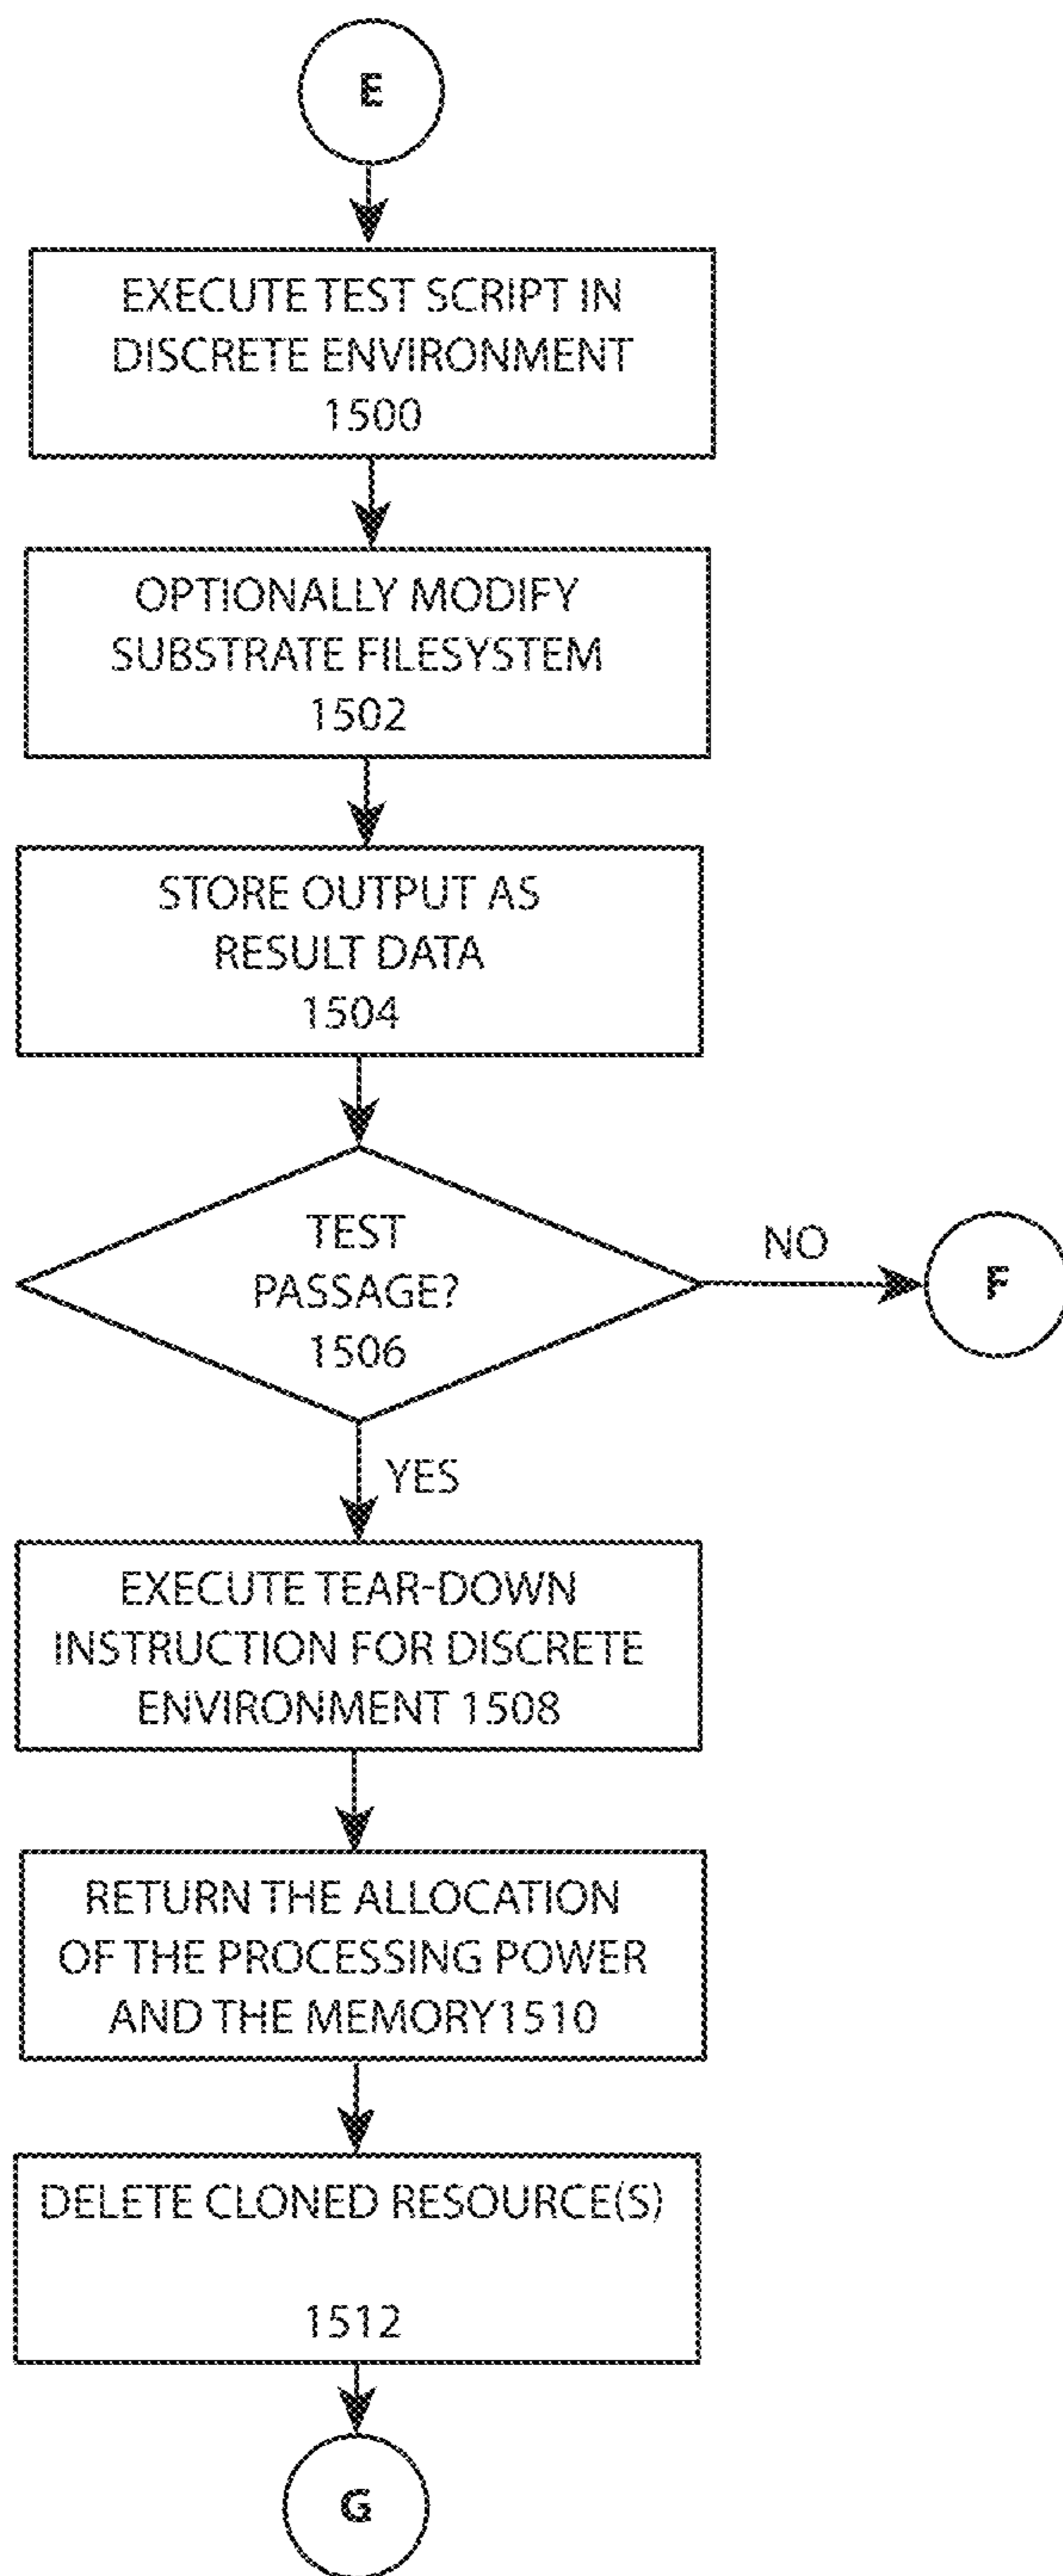 E
EXECUTE TEST SCRIPT IN
DISCRETE ENVIRONMENT
1500
OPTIONALLY MODIFY
SUBSTRATE FILESYSTEM
1502
STORE OUTPUT AS
RESULT DATA
1504
TEST
PASSAGE?
1506
NO
F
YES
EXECUTE TEAR-DOWN
INSTRUCTION FOR DISCRETE
ENVIRONMENT 1508
RETURN THE ALLOCATION
OF THE PROCESSING POWER
AND THE MEMORY1510
DELETE CLONED RESOURCE(S)
1512
G